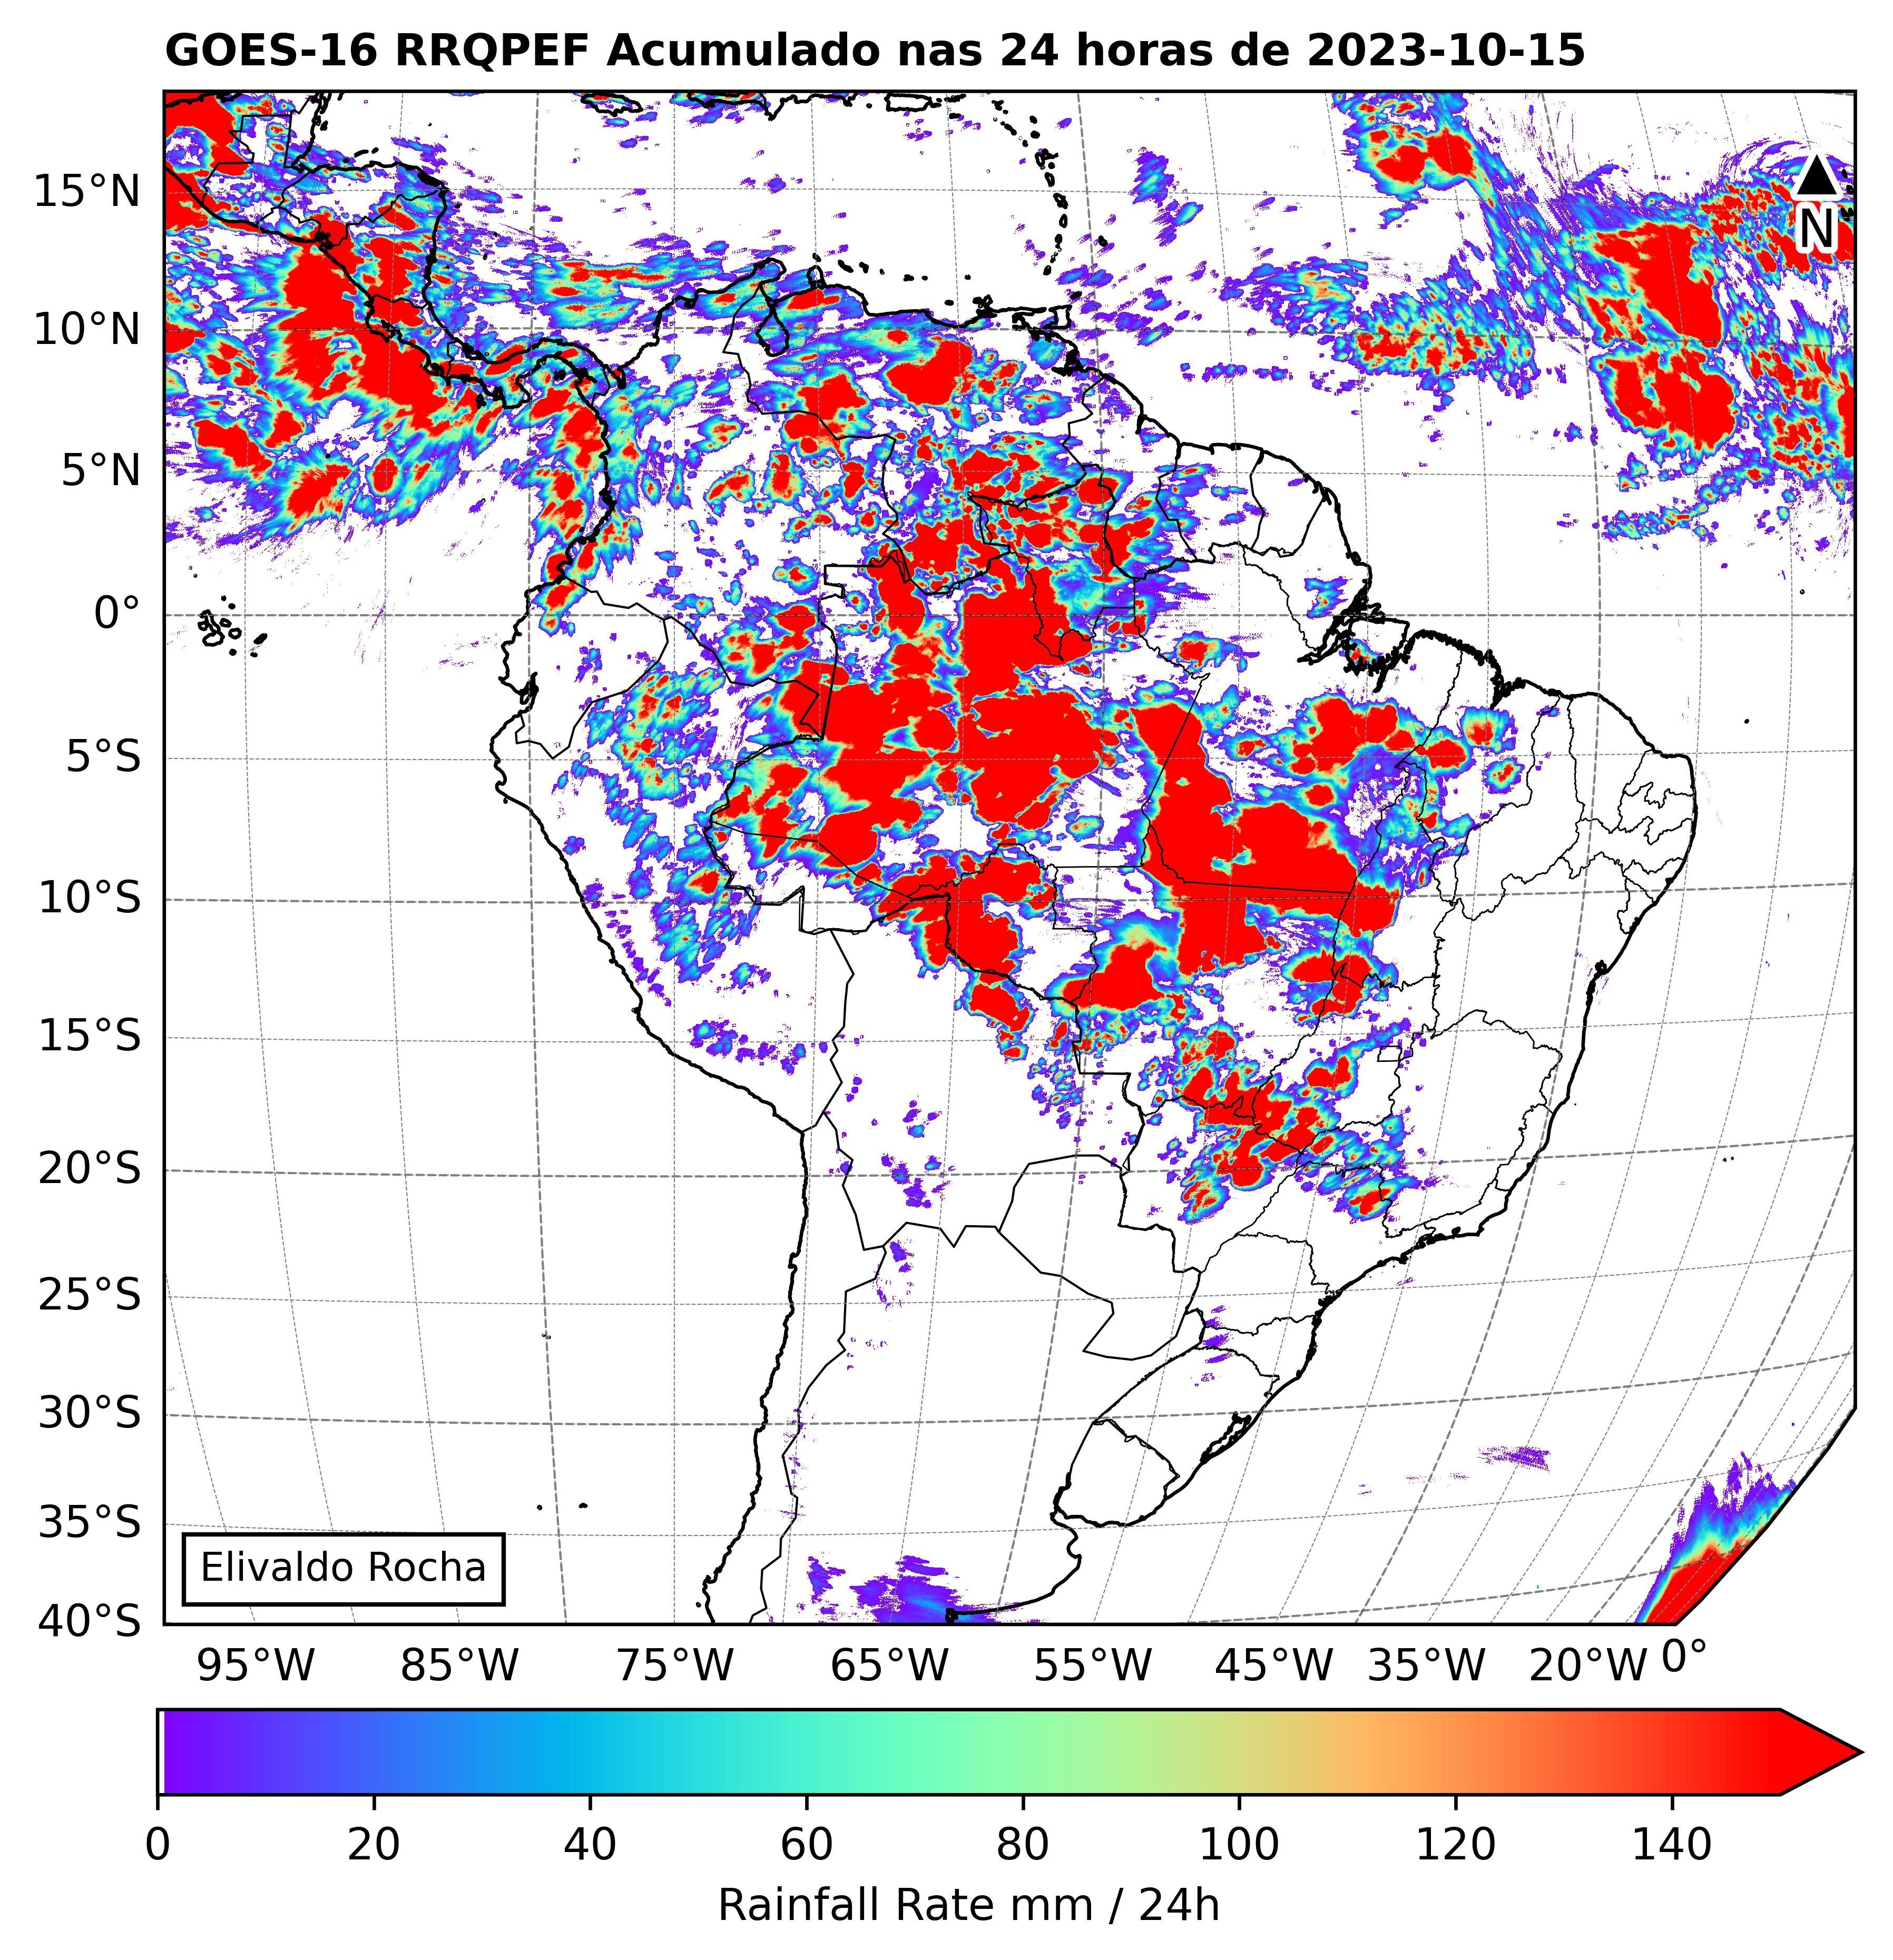 GOES-16 RRQPEF Acumulado nas 24 horas de 2023-10-15
N
15°N
10°N
5°N
0°
5°S
10°S
15°S
20°S
25°S
30°S
35°S
40°S
Elivaldo Rocha
95°W 85°W 75°W 65°W 55°W 45°W 35°W 20°W 0°
0 20 40 60 80 100 120 140
Rainfall Rate mm / 24h